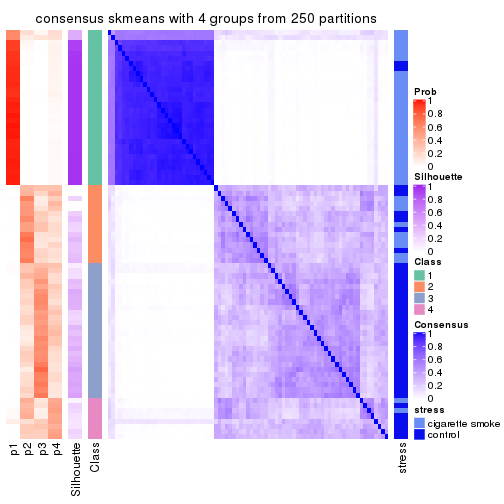 consensus skmeans with 4 groups from 250 partitions
p1
p2
p3
p4
Silhouette
Class
stress
Prob
1
0.8
0.6
0.4
0.2
0
Silhouette
1
0.8
0.6
0.4
0.2
0
Class
1
2
3
4
Consensus
1
0.8
0.6
0.4
0.2
0
stress
cigarette smoke
control